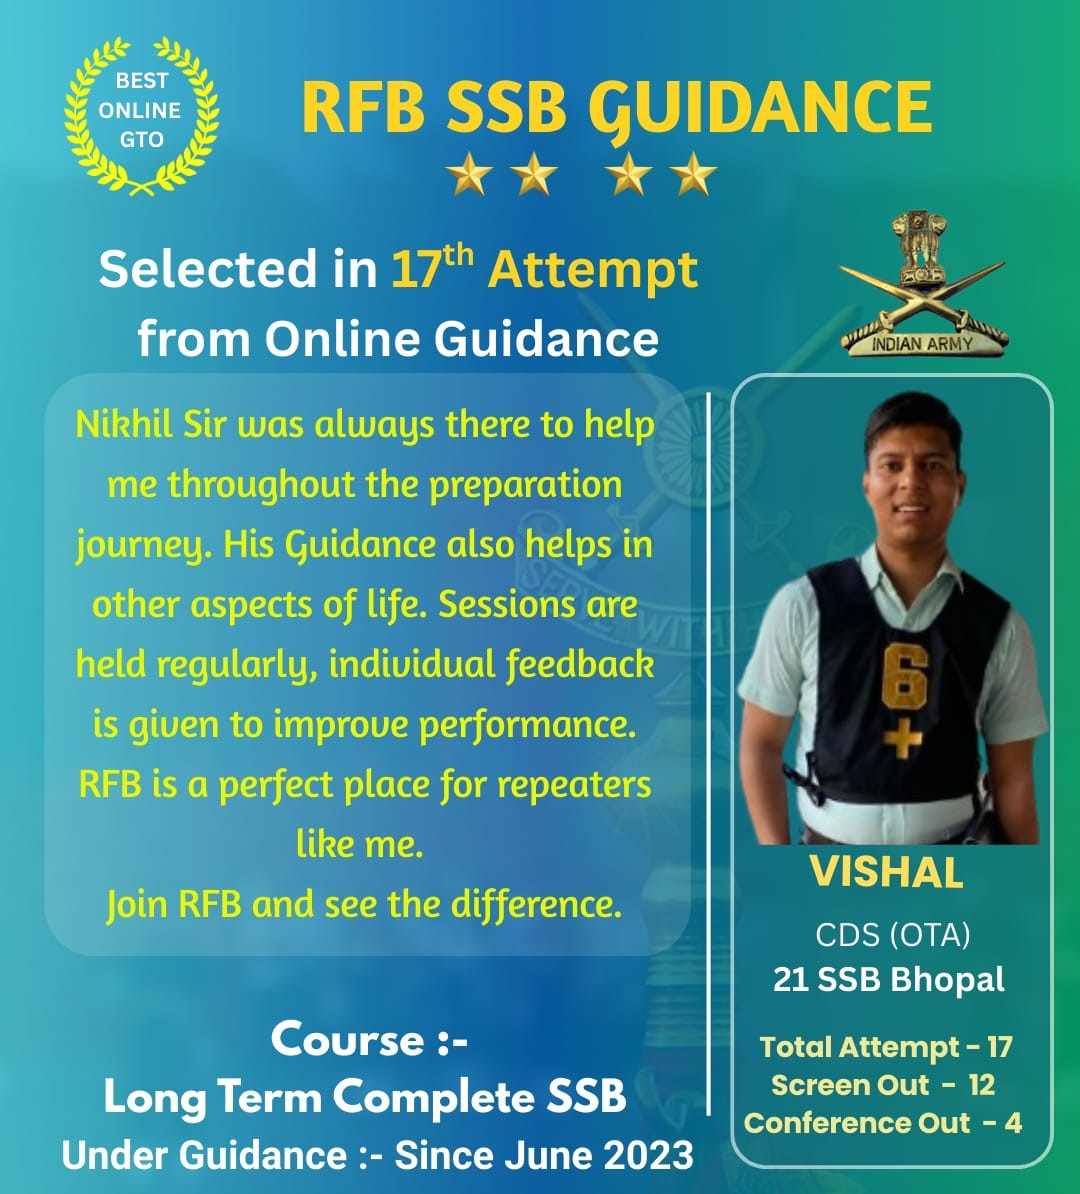 BEST
ONLINE
GTO
RFB SSB GUIDANCE
Selected in 17th Attempt
from Online Guidance
INDIAN ARMY
Nikhil Sir was always there to help
me throughout the preparation
journey. His Guidance also helps in
other aspects of life. Sessions are
held regularly, individual feedback
is given to improve performance.
RFB is a perfect place for repeaters
like me.
Join RFB and see the difference.
6
+
VISHAL
CDS (OTA)
21 SSB Bhopal
Total Attempt - 17
Screen Out - 12
Conference Out - 4
Course :-
Long Term Complete SSB
Under Guidance :- Since June 2023
SERVE WITH